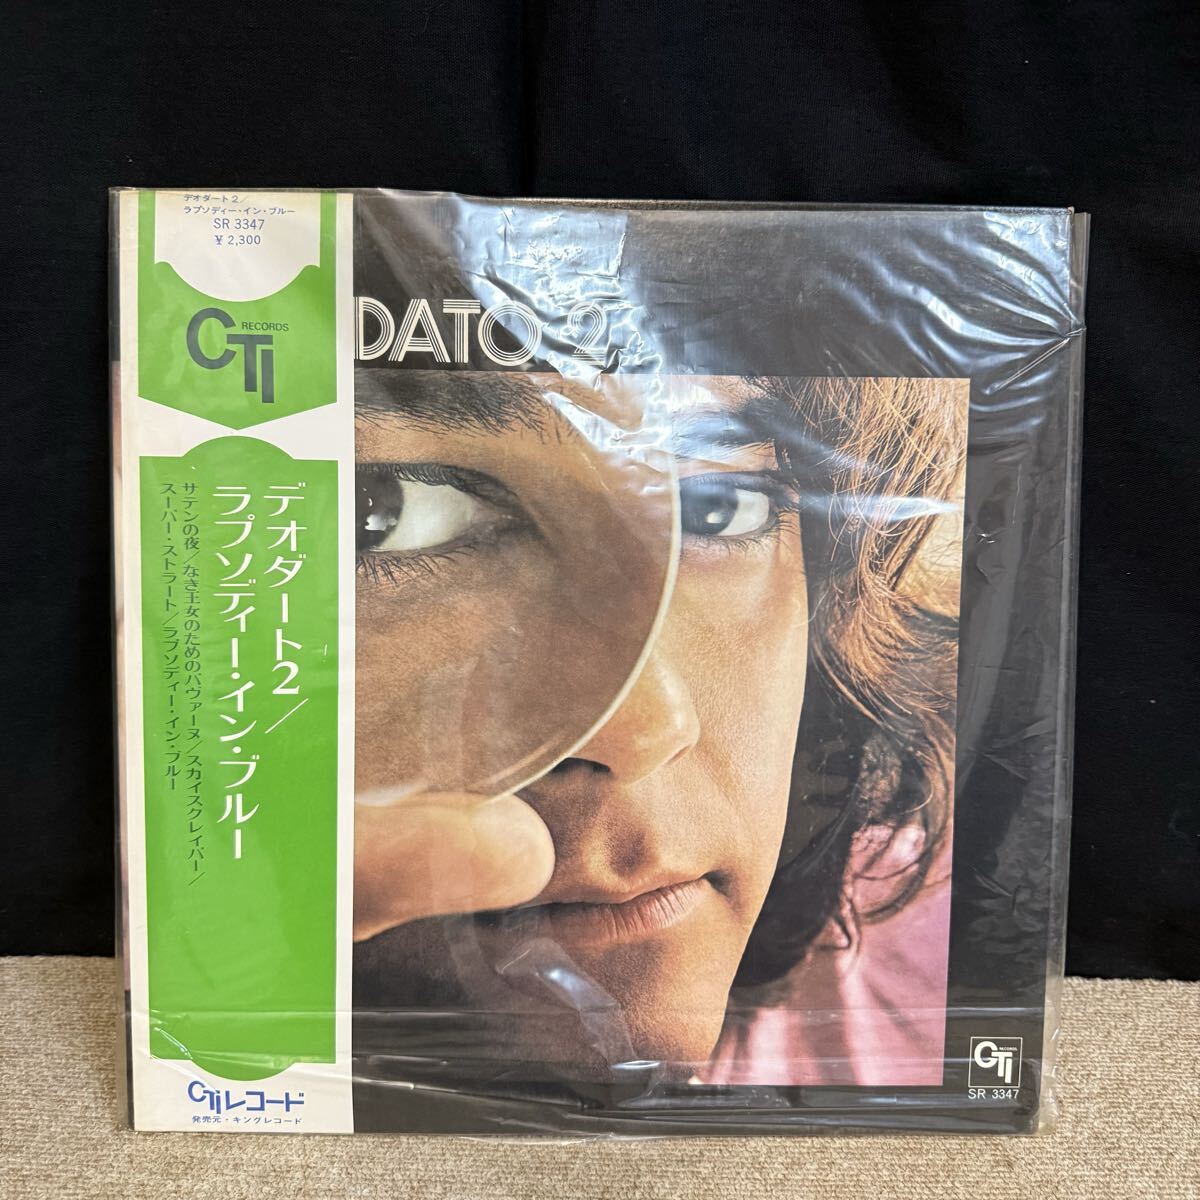 デオダート2/
ラプソディー・イン・ブルー
SR 3347
¥ 2,300
CTI RECORDS
DATO 2
デオダート2/
ラプソディー・イン・ブルー
サテンの夜/なき王女のためのパヴァーヌ/スカイスクレイパー/
スーパー・ストラート/ラプソディー・イン・ブルー
CTiレコード
発売元・キングレコード
CTI RECORDS
SR 3347